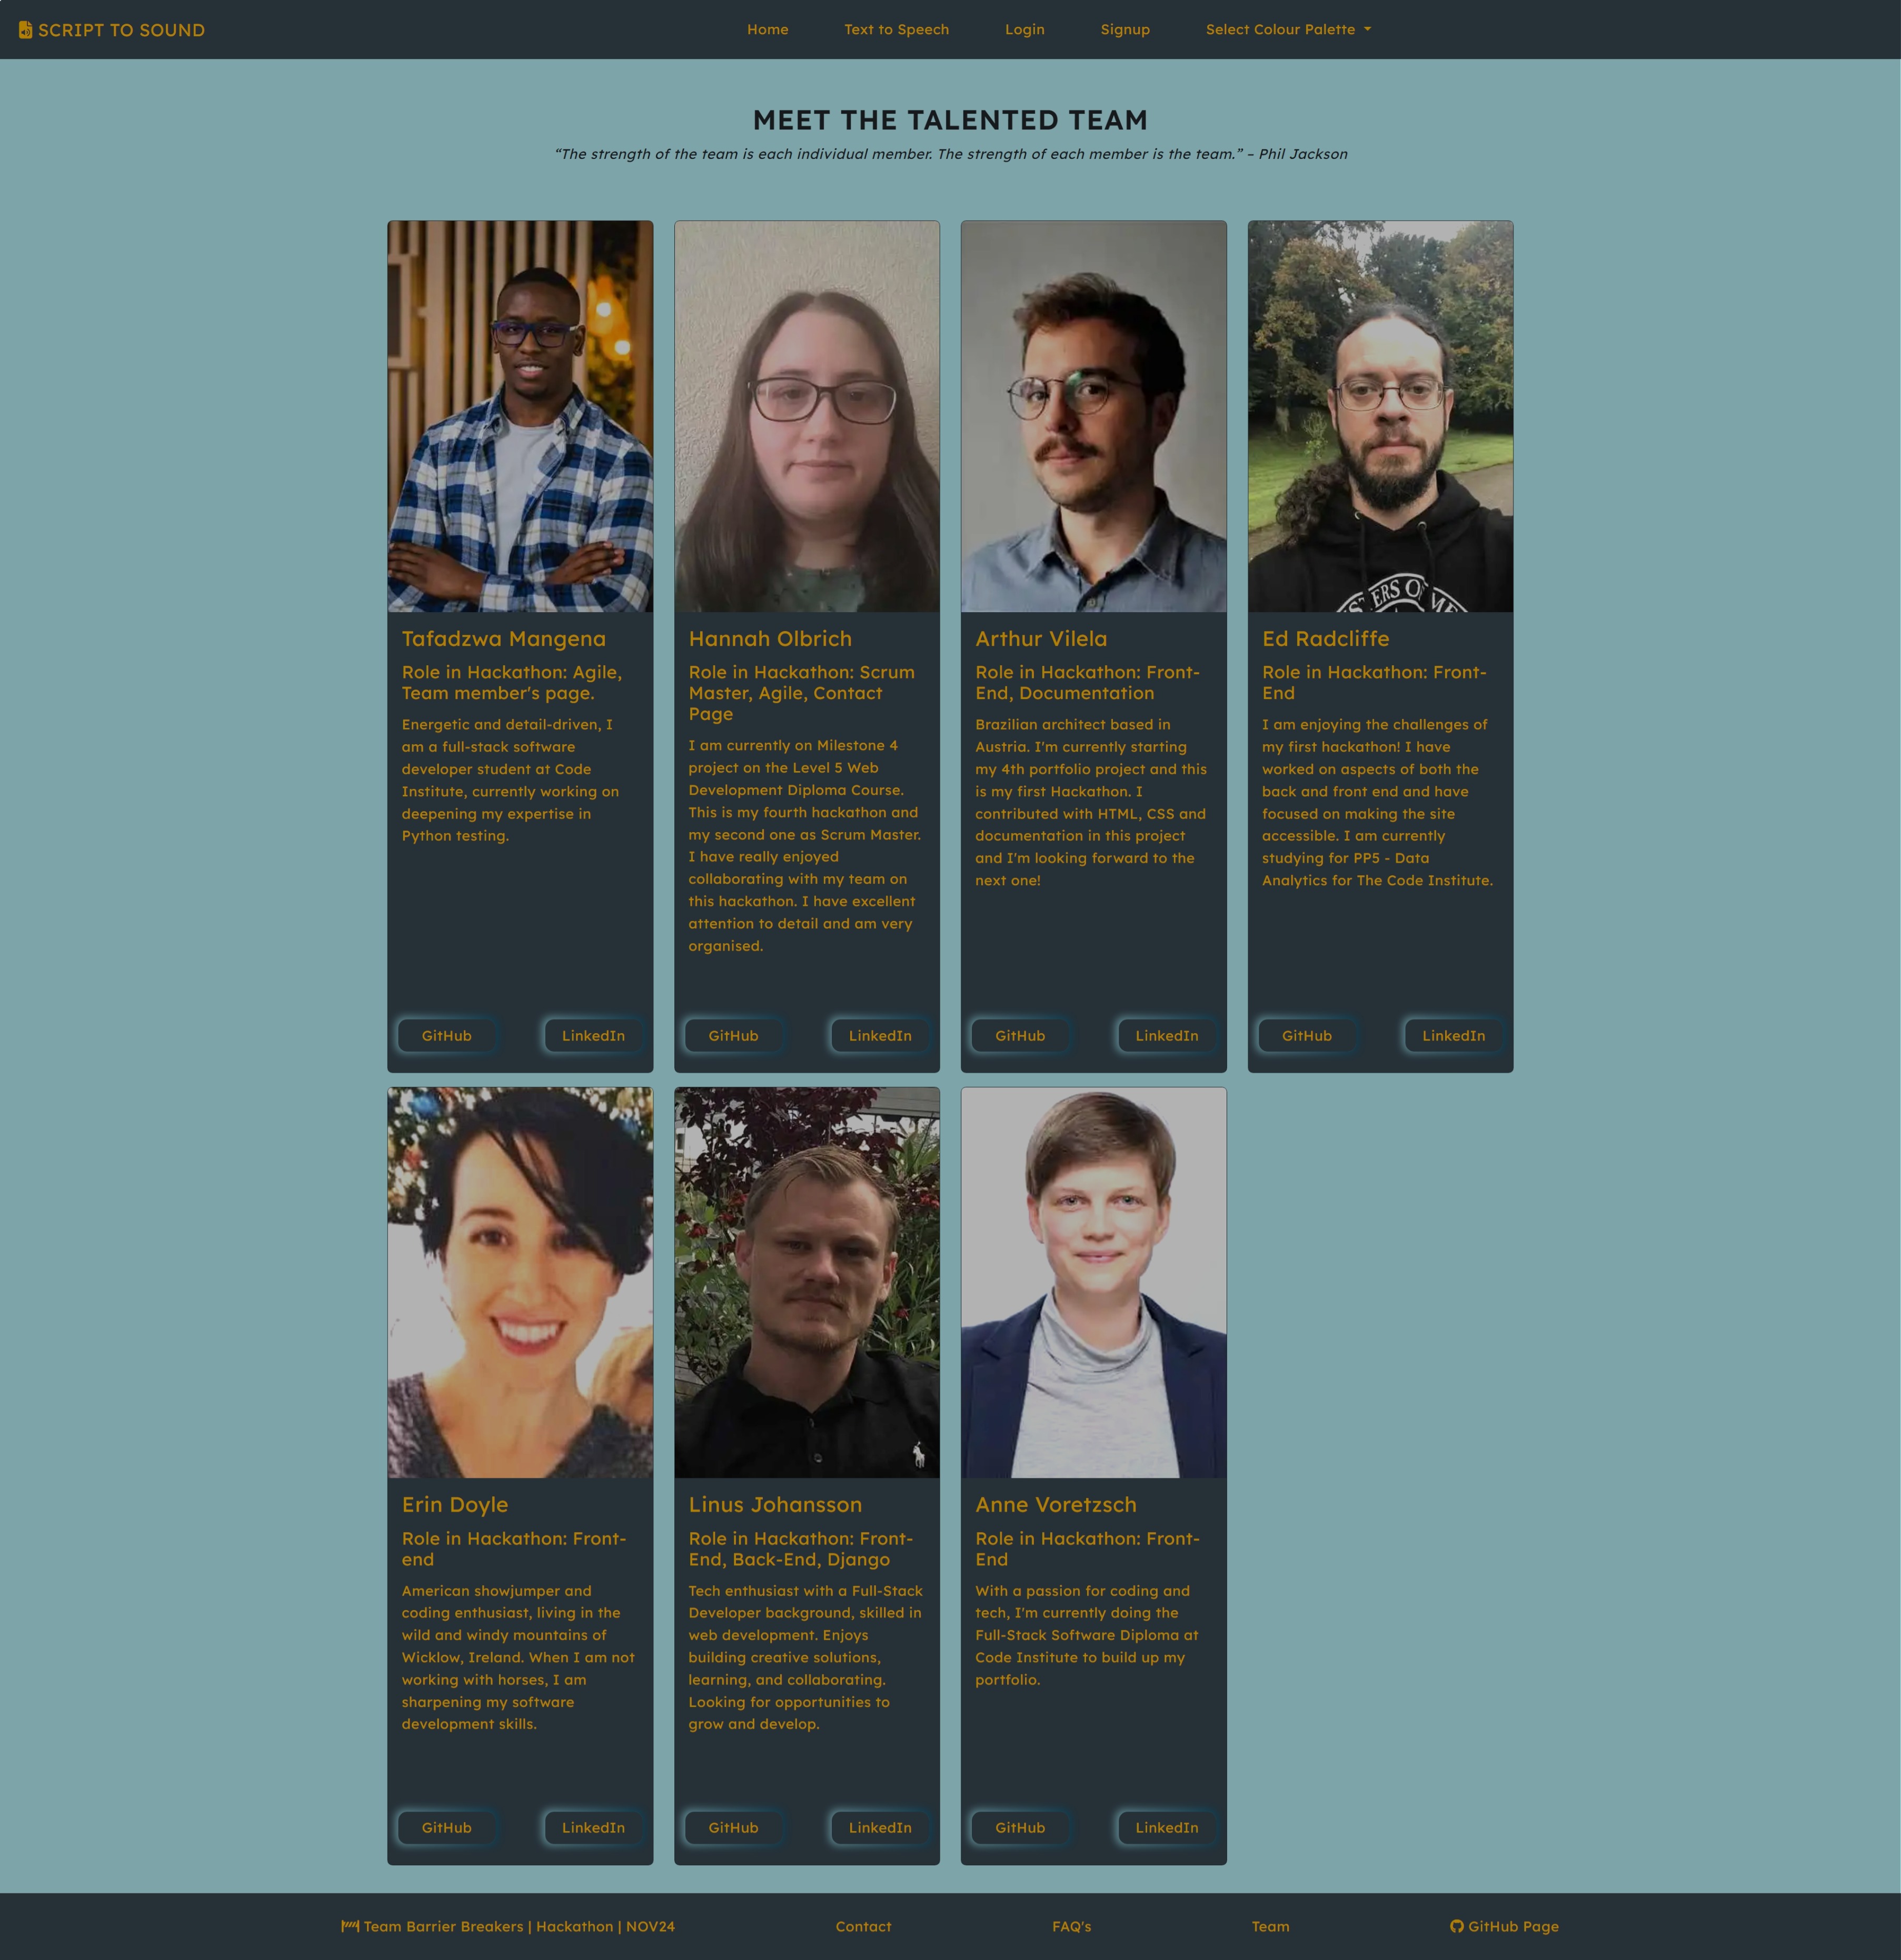 SCRIPT TO SOUND
Home
Text to Speech
Login
Signup
Select Colour Palette
MEET THE TALENTED TEAM
“The strength of the team is each individual member. The strength of each member is the team.” – Phil Jackson
Tafadzwa Mangena
Role in Hackathon: Agile,
Team member's page.
Energetic and detail-driven, I
am a full-stack software
developer student at Code
Institute, currently working on
deepening my expertise in
Python testing.
GitHub
LinkedIn
Hannah Olbrich
Role in Hackathon: Scrum
Master, Agile, Contact
Page
I am currently on Milestone 4
project on the Level 5 Web
Development Diploma Course.
This is my fourth hackathon and
my second one as Scrum Master.
I have really enjoyed
collaborating with my team on
this hackathon. I have excellent
attention to detail and am very
organised.
GitHub
LinkedIn
Arthur Vilela
Role in Hackathon: Front-
End, Documentation
Brazilian architect based in
Austria. I'm currently starting
my 4th portfolio project and this
is my first Hackathon. I
contributed with HTML, CSS and
documentation in this project
and I'm looking forward to the
next one!
GitHub
LinkedIn
ERS OF
Ed Radcliffe
Role in Hackathon: Front-
End
I am enjoying the challenges of
my first hackathon! I have
worked on aspects of both the
back and front end and have
focused on making the site
accessible. I am currently
studying for PP5 - Data
Analytics for The Code Institute.
GitHub
LinkedIn
Erin Doyle
Role in Hackathon: Front-
end
American showjumper and
coding enthusiast, living in the
wild and windy mountains of
Wicklow, Ireland. When I am not
working with horses, I am
sharpening my software
development skills.
GitHub
LinkedIn
Linus Johansson
Role in Hackathon: Front-
End, Back-End, Django
Tech enthusiast with a Full-Stack
Developer background, skilled in
web development. Enjoys
building creative solutions,
learning, and collaborating.
Looking for opportunities to
grow and develop.
GitHub
LinkedIn
Anne Voretzsch
Role in Hackathon: Front-
End
With a passion for coding and
tech, I'm currently doing the
Full-Stack Software Diploma at
Code Institute to build up my
portfolio.
GitHub
LinkedIn
Team Barrier Breakers | Hackathon | NOV24
Contact
FAQ's
Team
GitHub Page